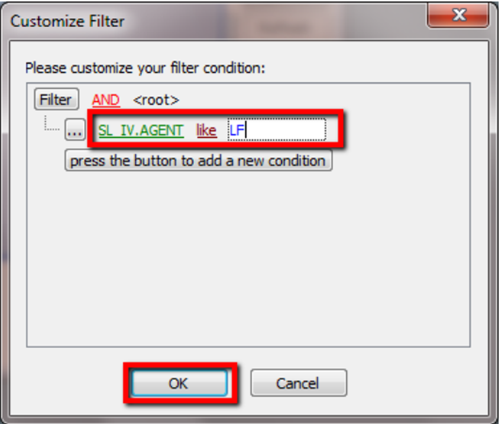 Customize Filter
Please customize your filter condition:
Filter AND <root>
... SL_IV.AGENT like LF
press the button to add a new condition
OK Cancel